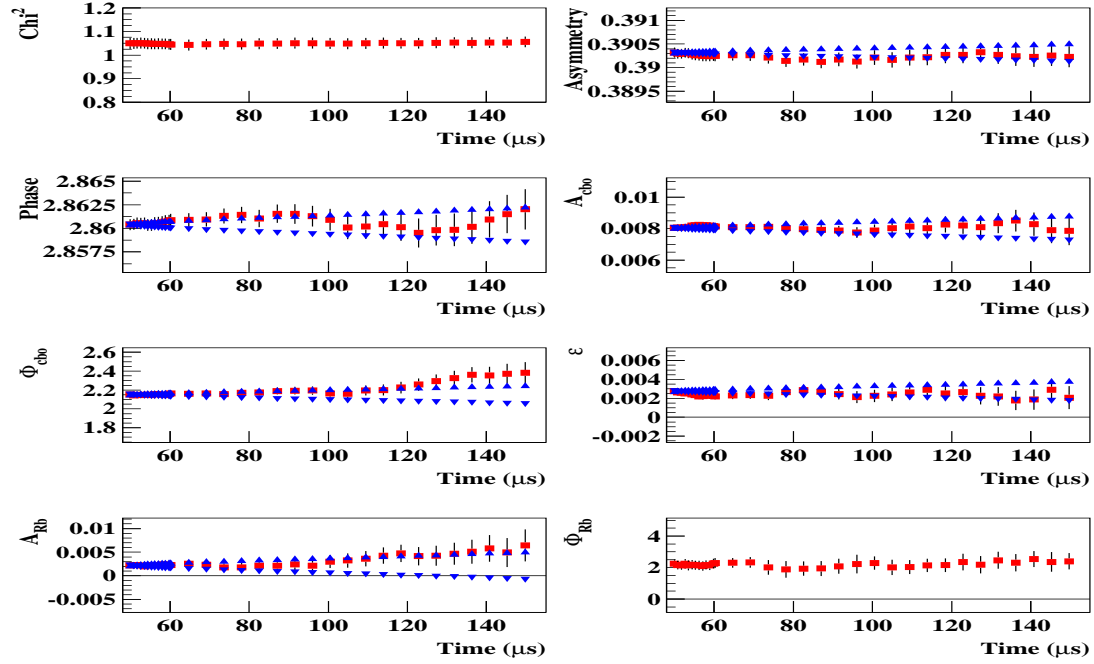 Chi²
1.2
1.1
1
0.9
0.8
60 80 100 120 140
Time (μs)
Asymmetry
0.391
0.3905
0.39
0.3895
60 80 100 120 140
Time (μs)
Phase
2.865
2.8625
2.86
2.8575
60 80 100 120 140
Time (μs)
A_cbo
0.01
0.008
0.006
60 80 100 120 140
Time (μs)
Φ_cbo
2.6
2.4
2.2
2
1.8
60 80 100 120 140
Time (μs)
ε
0.006
0.004
0.002
0
-0.002
60 80 100 120 140
Time (μs)
A_Rb
0.01
0.005
0
-0.005
60 80 100 120 140
Time (μs)
Φ_Rb
4
2
0
60 80 100 120 140
Time (μs)